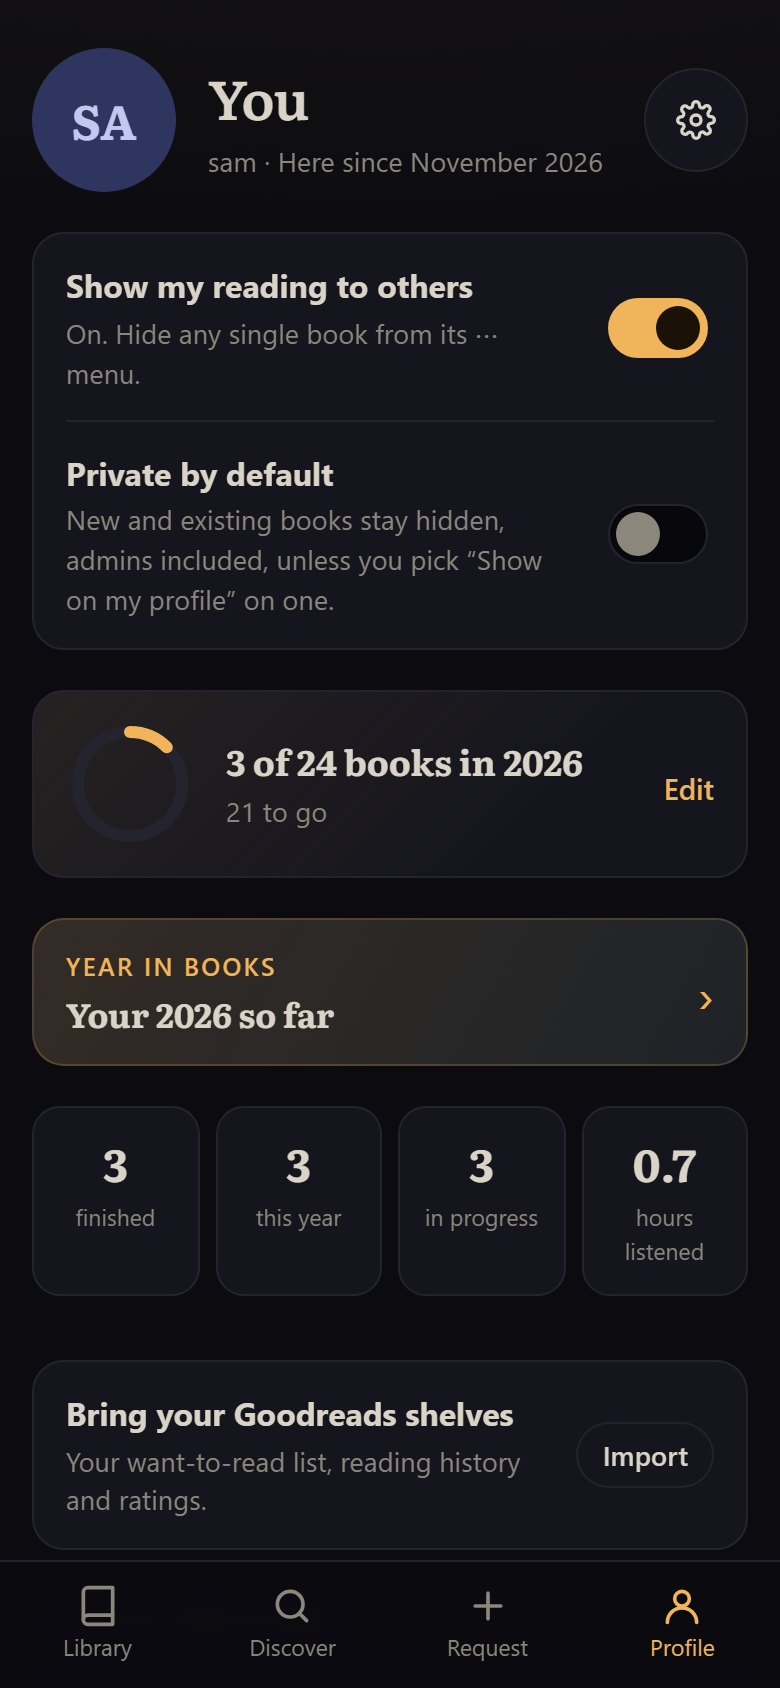 SA
You
sam · Here since November 2026
Show my reading to others
On. Hide any single book from its ···
menu.
Private by default
New and existing books stay hidden,
admins included, unless you pick “Show
on my profile” on one.
3 of 24 books in 2026
21 to go
Edit
YEAR IN BOOKS
Your 2026 so far
3
finished
3
this year
3
in progress
0.7
hours
listened
Bring your Goodreads shelves
Your want-to-read list, reading history
and ratings.
Import
Library
Discover
Request
Profile